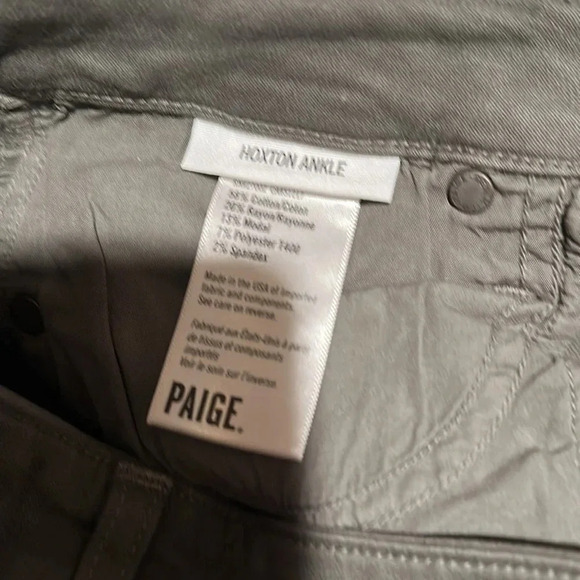 HOXTON ANKLE
58% Cotton/Coton
20% Rayon/Rayonne
13% Modal
7% Polyester T400
2% Spandex
Made in the USA of imported
fabric and components.
See care on reverse.
Fabriqué aux États-Unis à partir
de tissus et composants
importés
Voir le soin sur l'inverse
PAIGE.